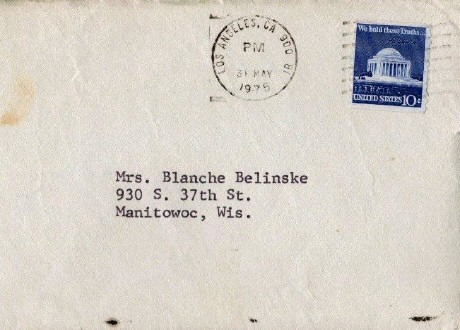 LOS ANGELES, CA 900
PM
31 MAY
1975
We hold these Truths...
UNITED STATES 10c
Mrs. Blanche Belinske
930 S. 37th St.
Manitowoc, Wis.